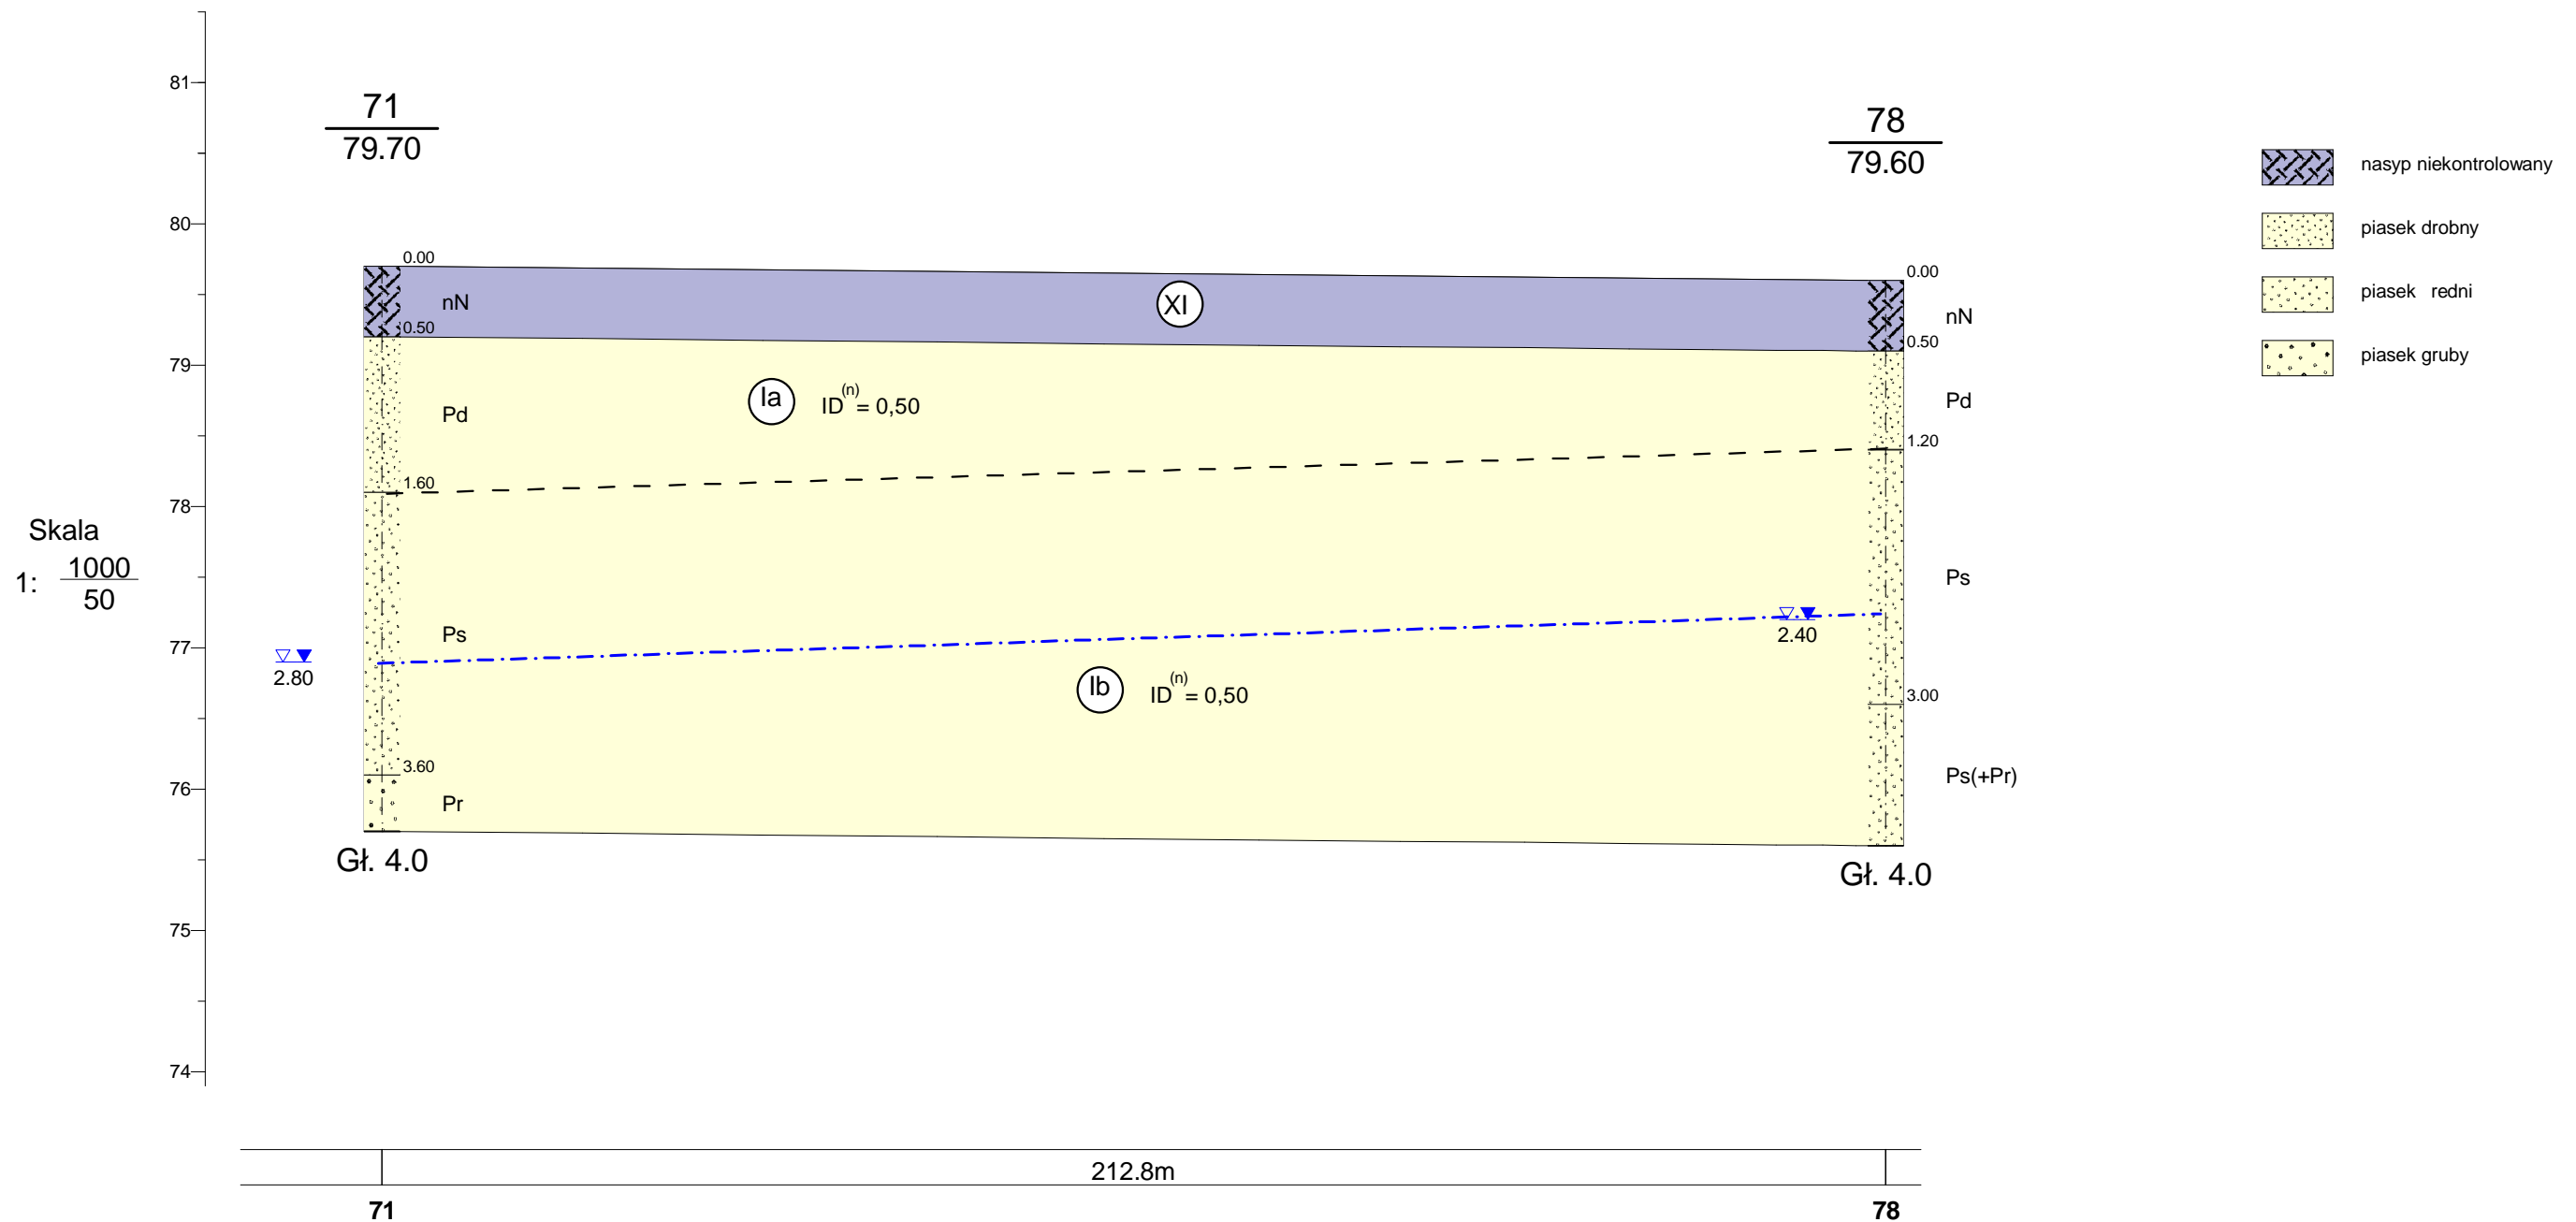 81
80
79
78
77
76
75
74
Skala
1: 1000
50
71
79.70
78
79.60
0.00
nN
0.50
Pd
1.60
Ps
3.60
Pr
Gł. 4.0
2.80
XI
Ia ID(n) = 0,50
Ib ID(n) = 0,50
2.40
0.00
nN
0.50
Pd
1.20
Ps
3.00
Ps(+Pr)
Gł. 4.0
212.8m
71
78
nasyp niekontrolowany
piasek drobny
piasek redni
piasek gruby